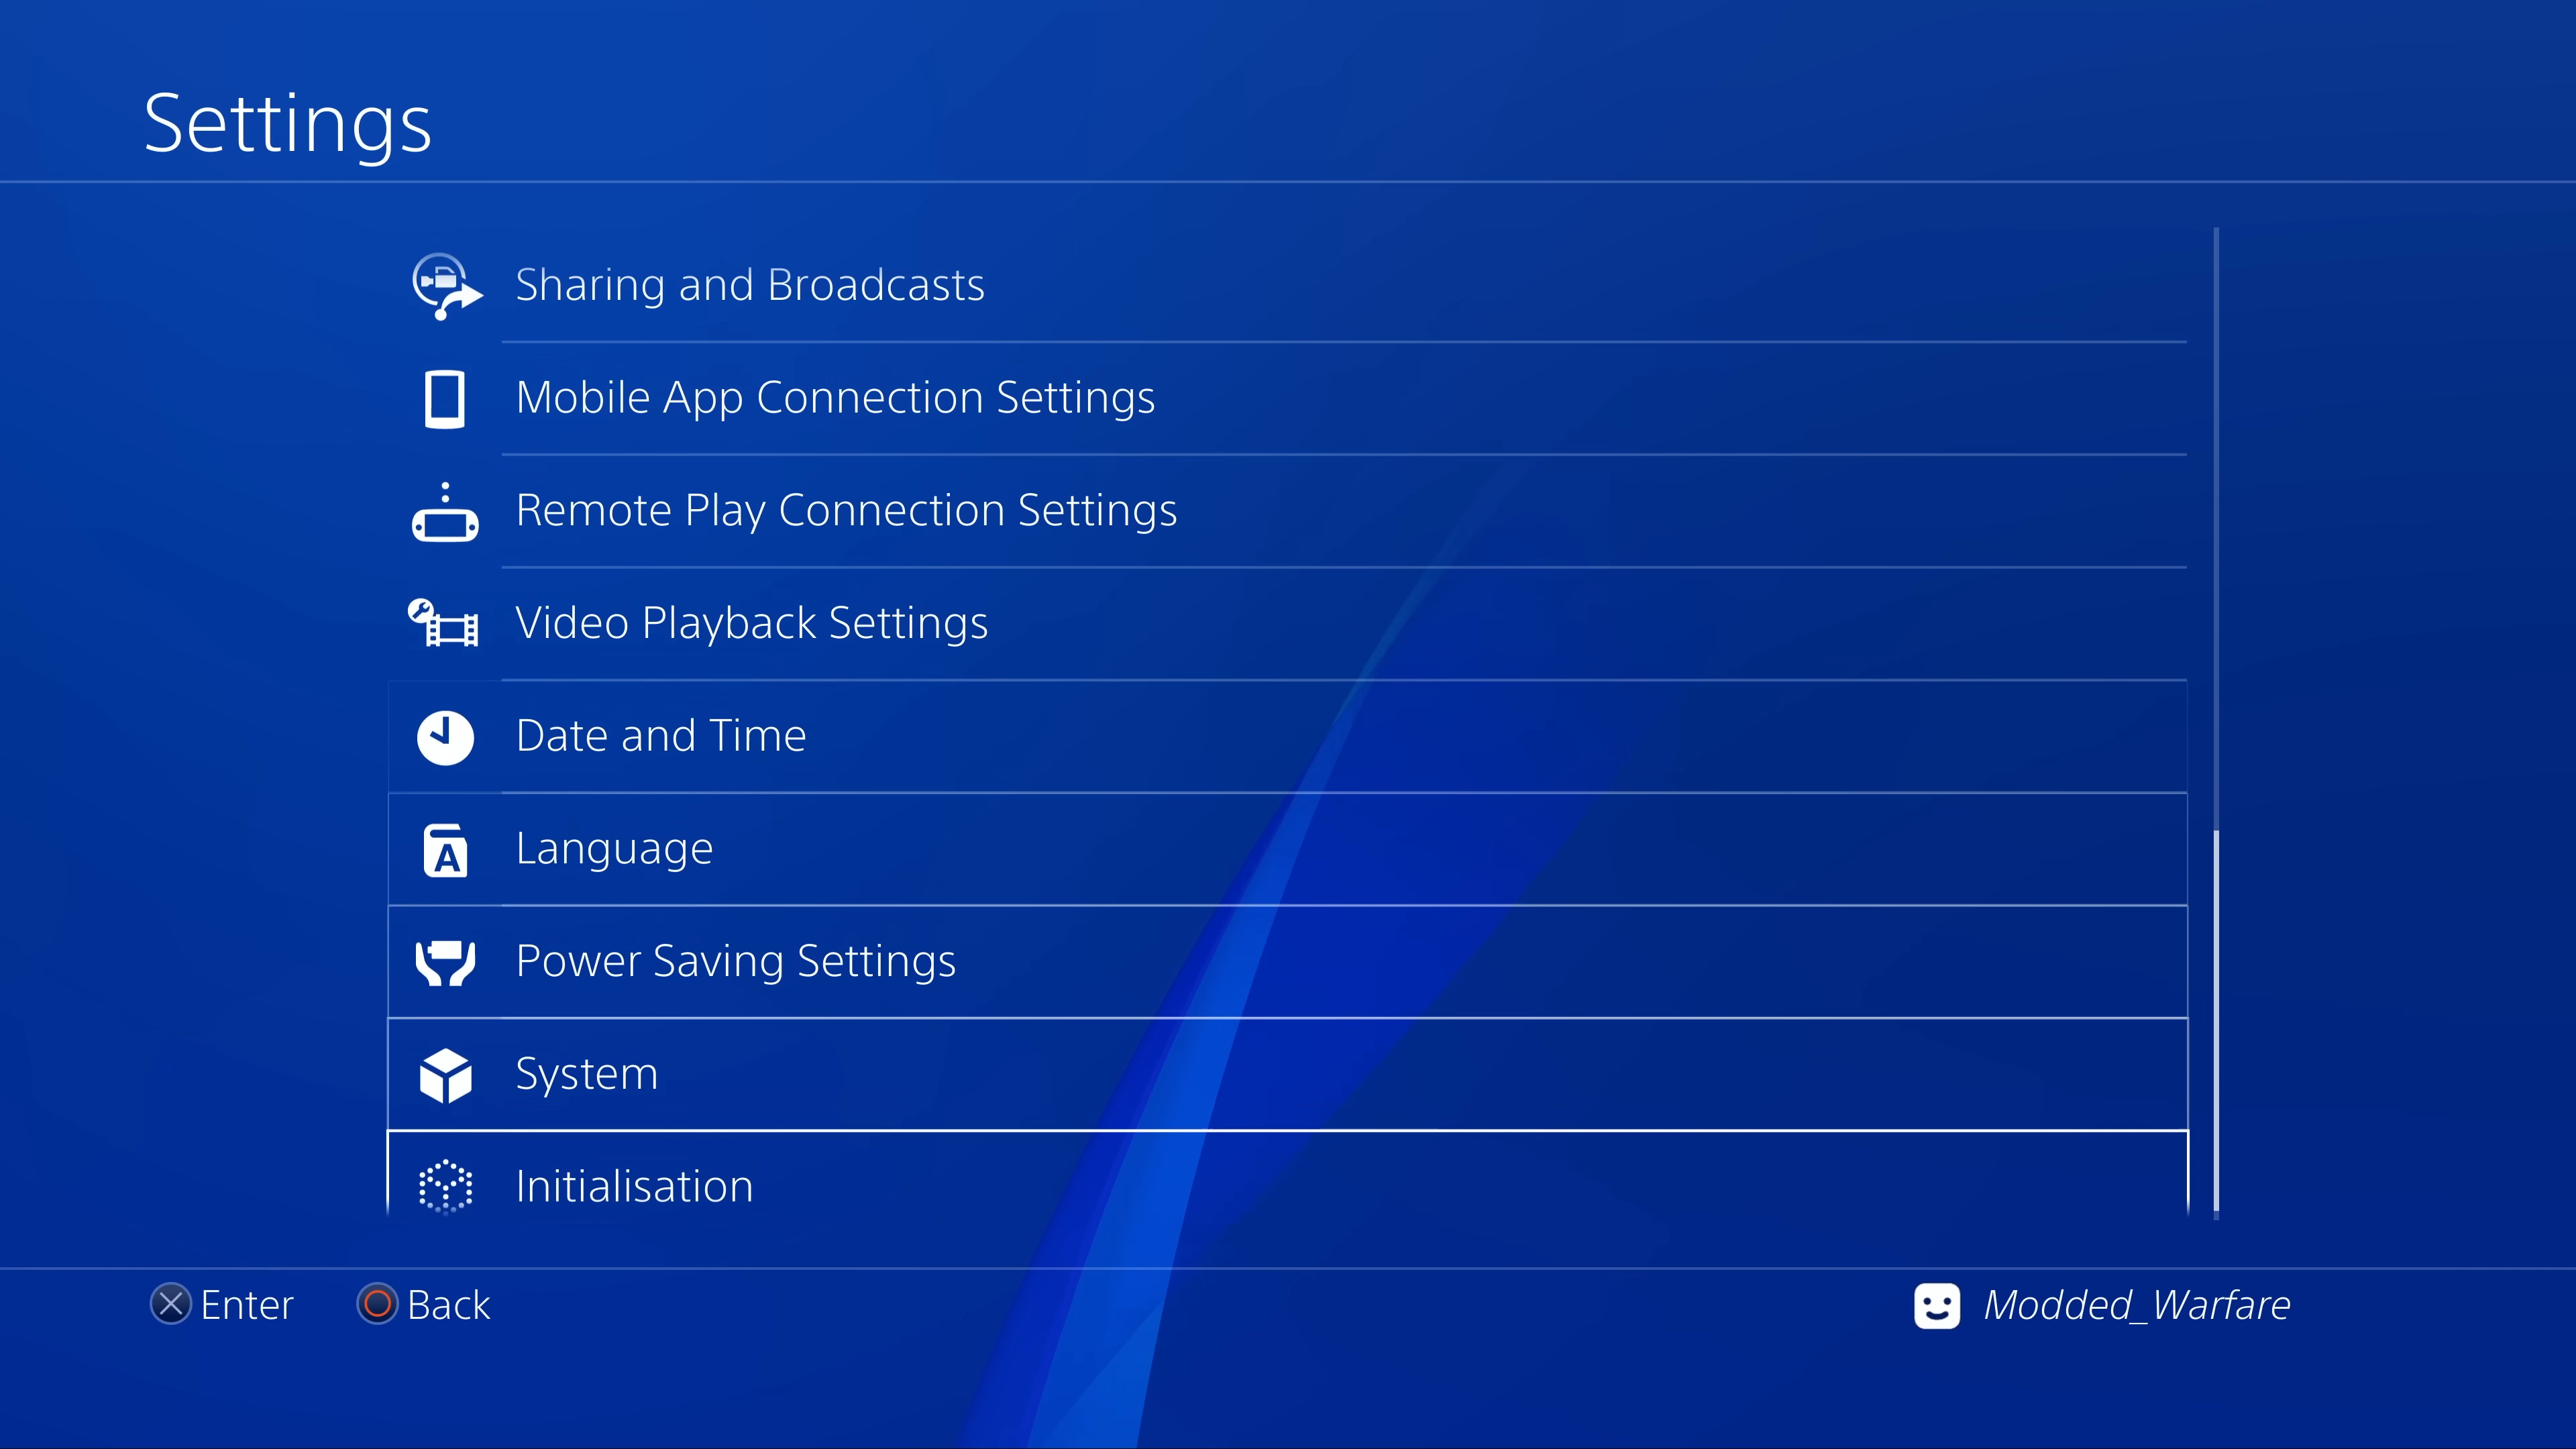 Settings
Sharing and Broadcasts
Mobile App Connection Settings
Remote Play Connection Settings
Video Playback Settings
Date and Time
A Language
Power Saving Settings
System
Initialisation
Enter Back Modded_Warfare